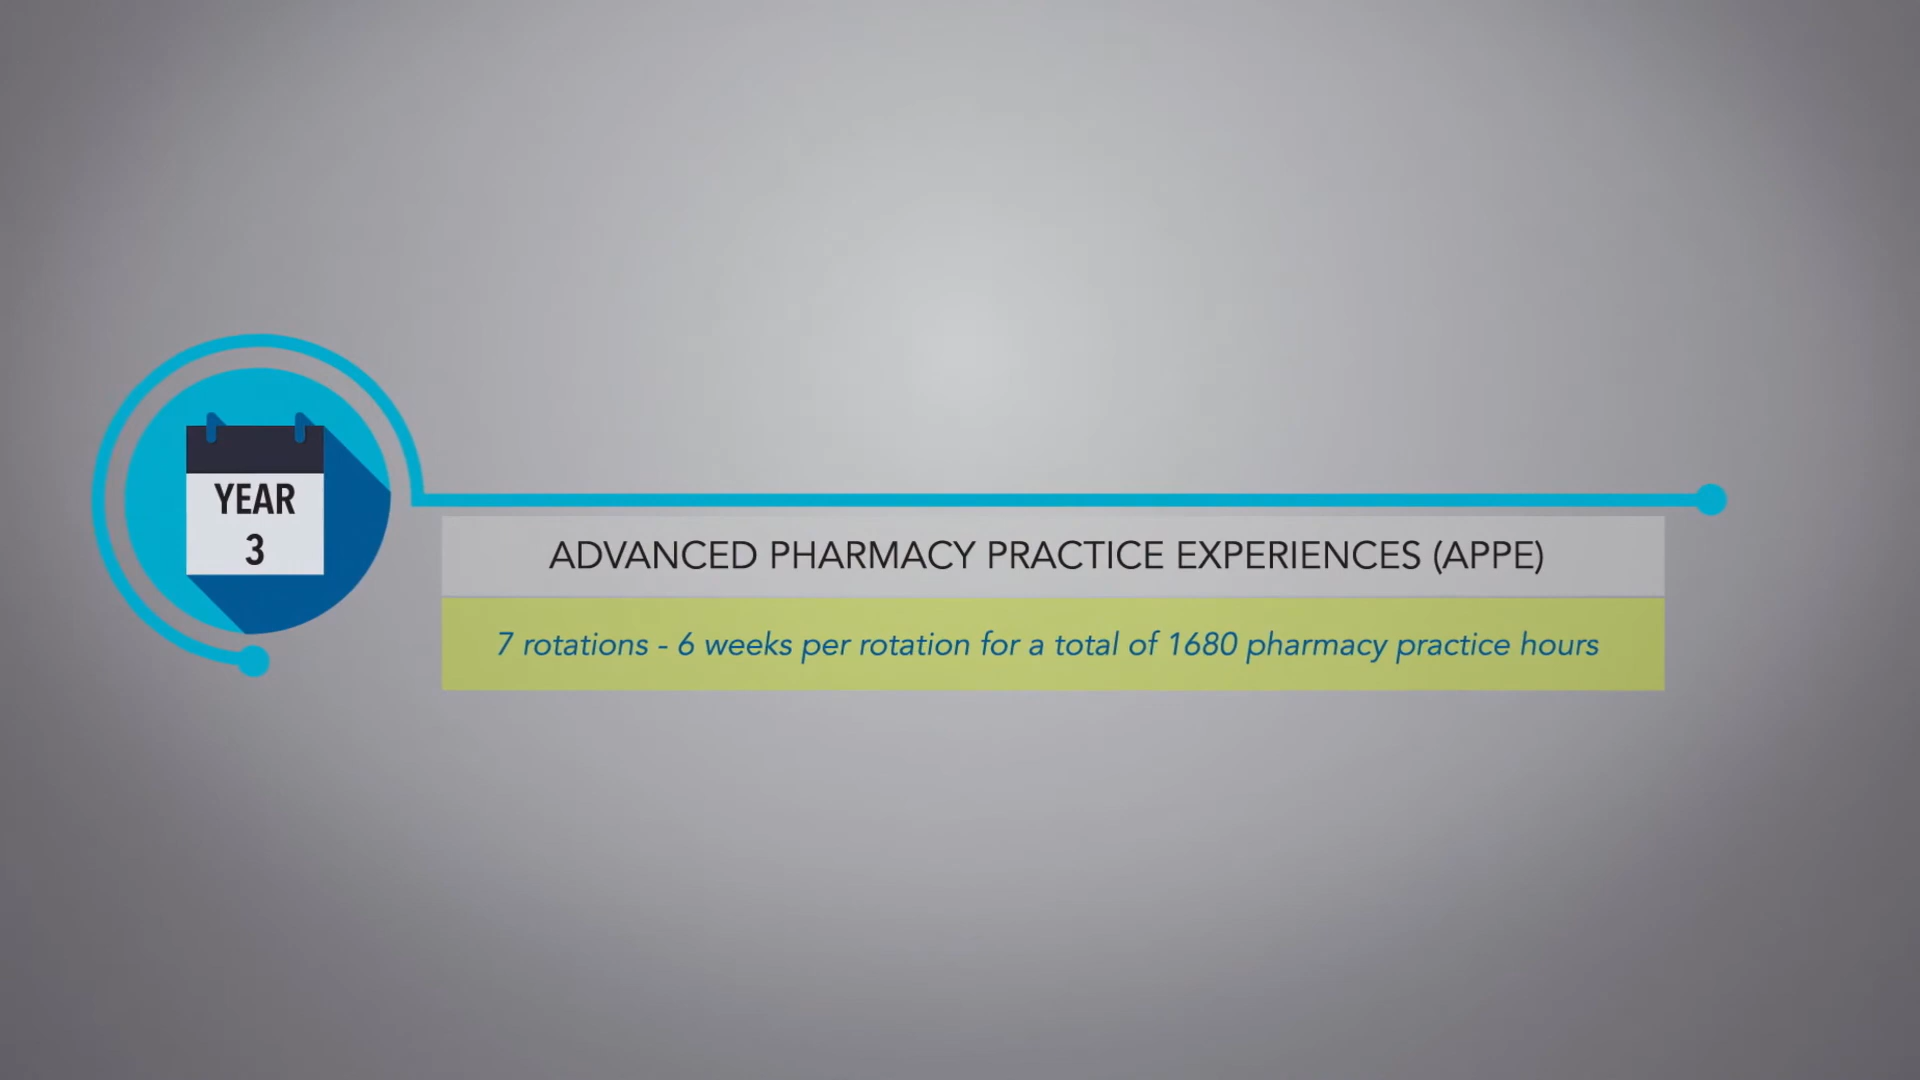 YEAR
3
ADVANCED PHARMACY PRACTICE EXPERIENCES (APPE)
7 rotations - 6 weeks per rotation for a total of 1680 pharmacy practice hours